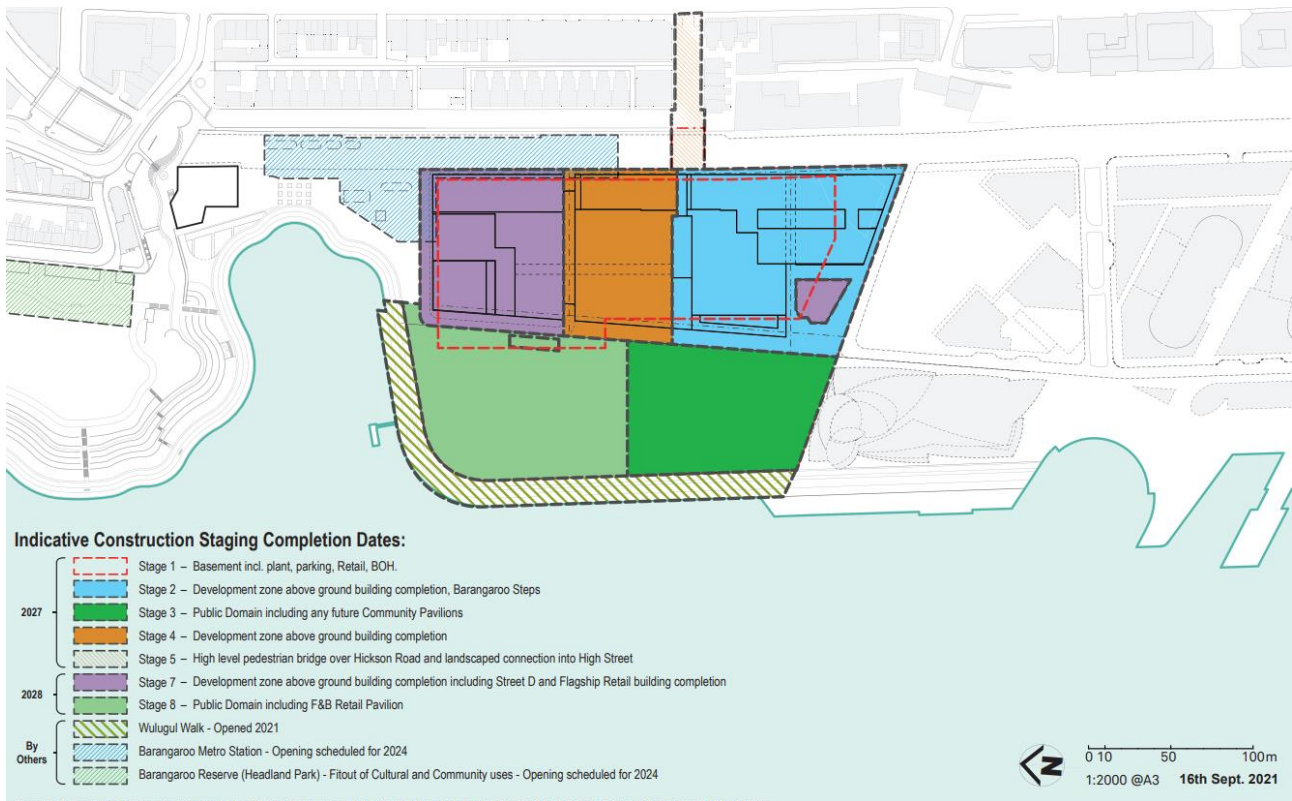 Indicative Construction Staging Completion Dates:
2027
Stage 1 – Basement incl. plant, parking, Retail, BOH.
Stage 2 – Development zone above ground building completion, Barangaroo Steps
Stage 3 – Public Domain including any future Community Pavilions
Stage 4 – Development zone above ground building completion
Stage 5 – High level pedestrian bridge over Hickson Road and landscaped connection into High Street
2028
Stage 7 – Development zone above ground building completion including Street D and Flagship Retail building completion
Stage 8 – Public Domain including F&B Retail Pavilion
By Others
Wulugul Walk - Opened 2021
Barangaroo Metro Station - Opening scheduled for 2024
Barangaroo Reserve (Headland Park) - Fitout of Cultural and Community uses - Opening scheduled for 2024
N
0 10 50 100m
1:2000 @A3 16th Sept. 2021